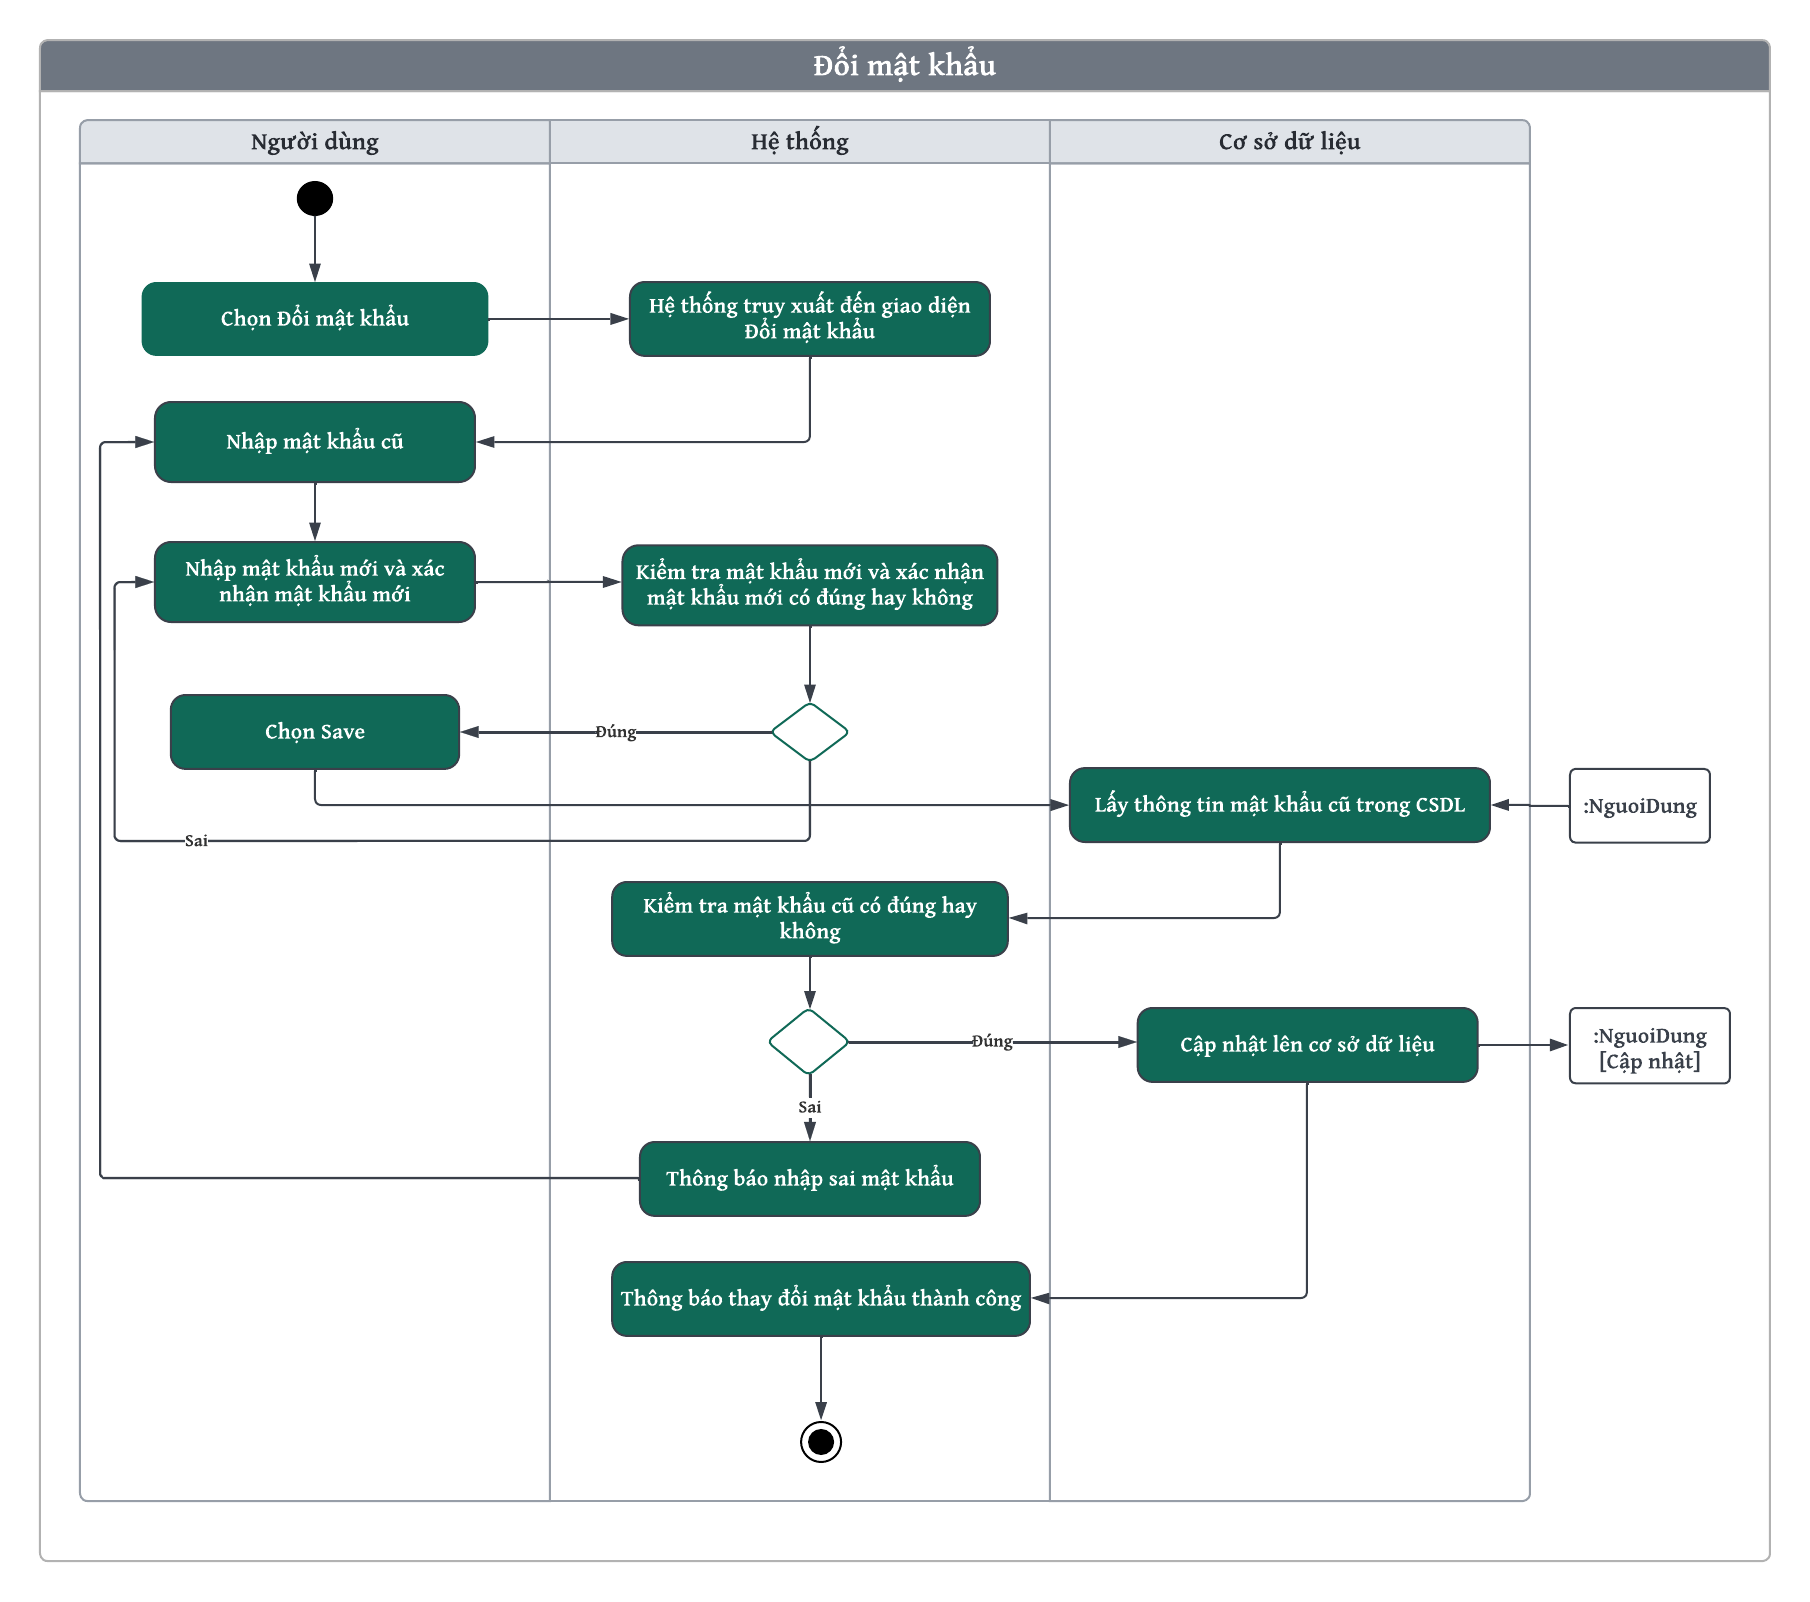 Đổi mật khẩu
Người dùng
Hệ thống
Cơ sở dữ liệu
Chọn Đổi mật khẩu
Hệ thống truy xuất đến giao diện
Đổi mật khẩu
Nhập mật khẩu cũ
Nhập mật khẩu mới và xác
nhận mật khẩu mới
Kiểm tra mật khẩu mới và xác nhận
mật khẩu mới có đúng hay không
Chọn Save
Đúng
Lấy thông tin mật khẩu cũ trong CSDL
:NguoiDung
Sai
Kiểm tra mật khẩu cũ có đúng hay
không
Đúng
Cập nhật lên cơ sở dữ liệu
:NguoiDung
[Cập nhật]
Sai
Thông báo nhập sai mật khẩu
Thông báo thay đổi mật khẩu thành công